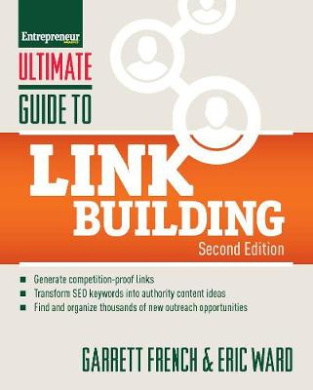 Entrepreneur
ULTIMATE
GUIDE TO
LINK
BUILDING
Second Edition
Generate competition-proof links
Transform SEO keywords into authority content ideas
Find and organize thousands of new outreach opportunities
GARRETT FRENCH & ERIC WARD